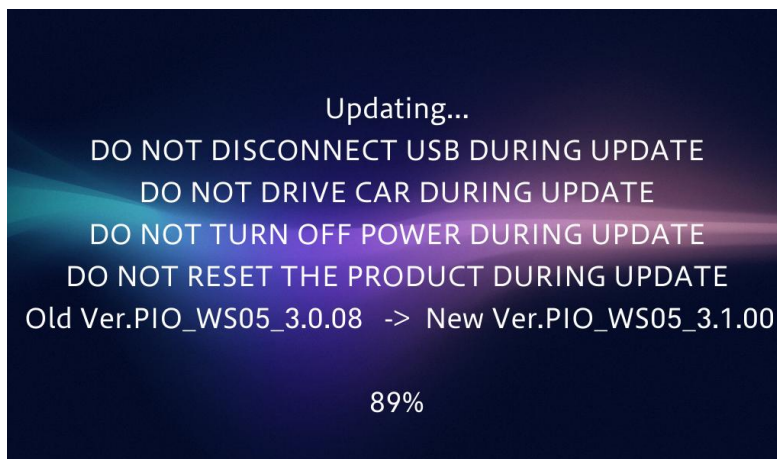 Updating...
DO NOT DISCONNECT USB DURING UPDATE
DO NOT DRIVE CAR DURING UPDATE
DO NOT TURN OFF POWER DURING UPDATE
DO NOT RESET THE PRODUCT DURING UPDATE
Old Ver.PIO_WS05_3.0.08 -> New Ver.PIO_WS05_3.1.00
89%